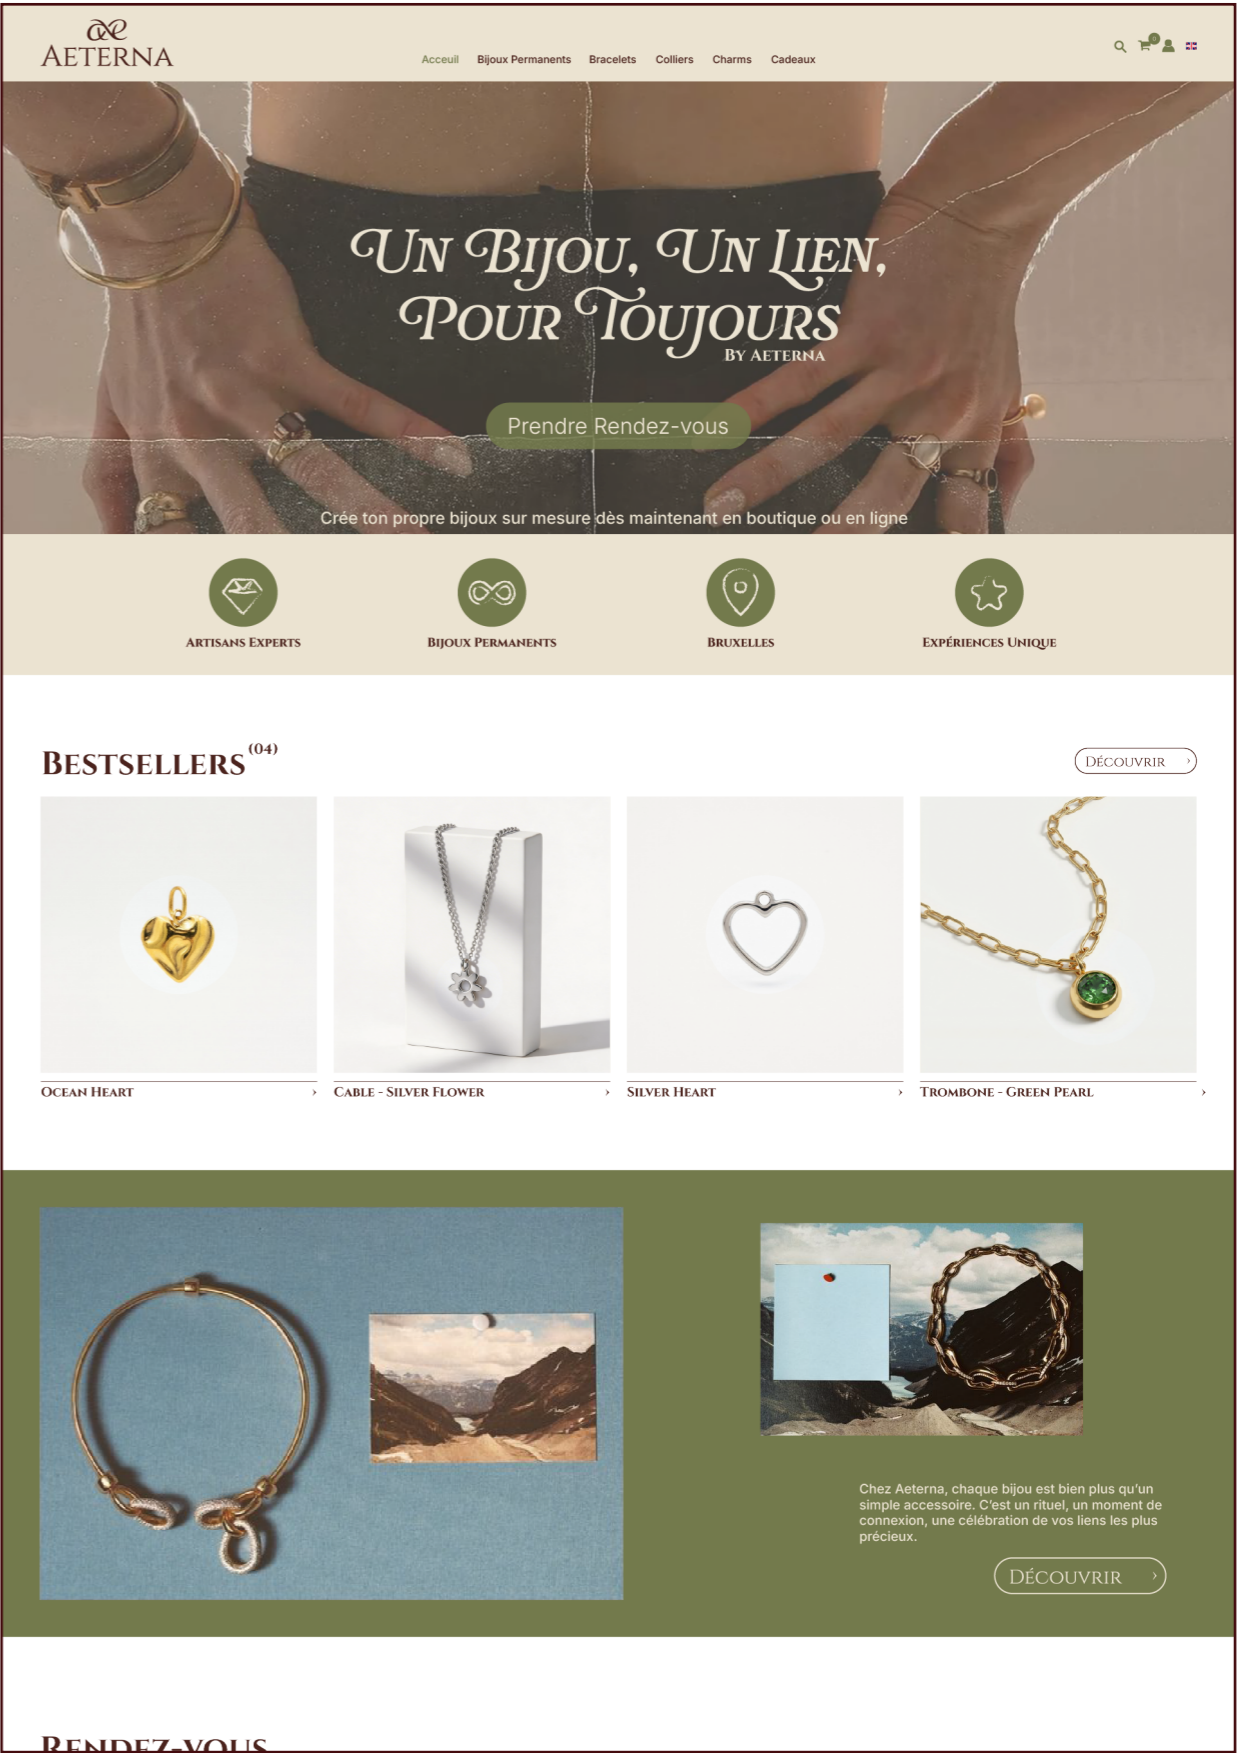 æ
AETERNA
Acceuil Bijoux Permanents Bracelets Colliers Charms Cadeaux
0
UN BIJOU, UN LIEN,
POUR TOUJOURS
BY AETERNA
Prendre Rendez-vous
Crée ton propre bijoux sur mesure dès maintenant en boutique ou en ligne
ARTISANS EXPERTS
BIJOUX PERMANENTS
BRUXELLES
EXPÉRIENCES UNIQUE
BESTSELLERS (04)
DÉCOUVRIR ›
OCEAN HEART ›
CABLE - SILVER FLOWER ›
SILVER HEART ›
TROMBONE - GREEN PEARL ›
Chez Aeterna, chaque bijou est bien plus qu'un
simple accessoire. C'est un rituel, un moment de
connexion, une célébration de vos liens les plus
précieux.
DÉCOUVRIR ›
RENDEZ-VOUS